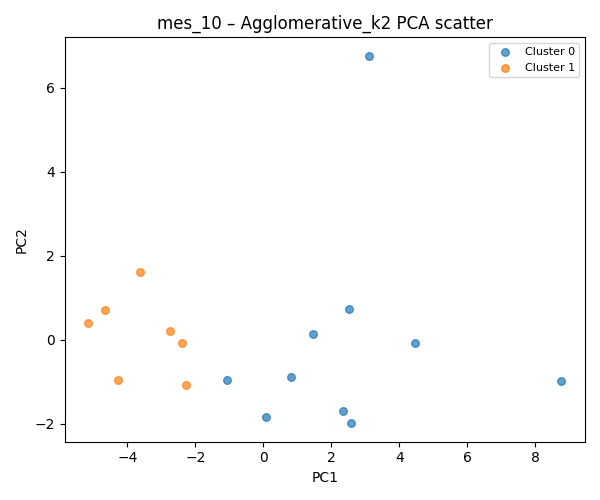 mes_10 – Agglomerative_k2 PCA scatter
Cluster 0
Cluster 1
PC2
6
4
2
0
−2
−4 −2 0 2 4 6 8
PC1